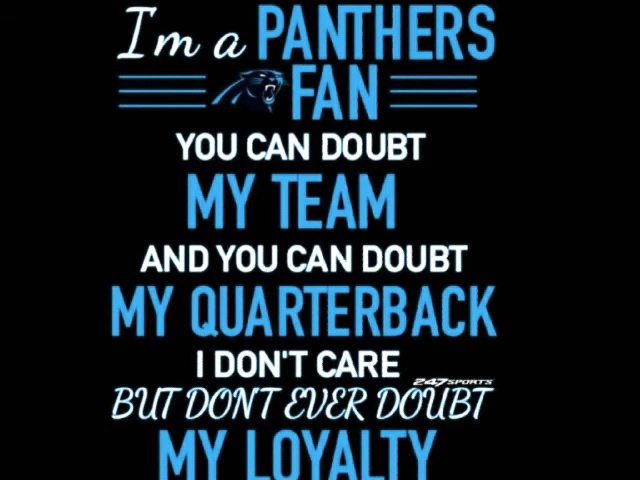 I'm a PANTHERS
FAN
YOU CAN DOUBT
MY TEAM
AND YOU CAN DOUBT
MY QUARTERBACK
I DON'T CARE
247SPORTS
BUT DONT EVER DOUBT
MY LOYALTY